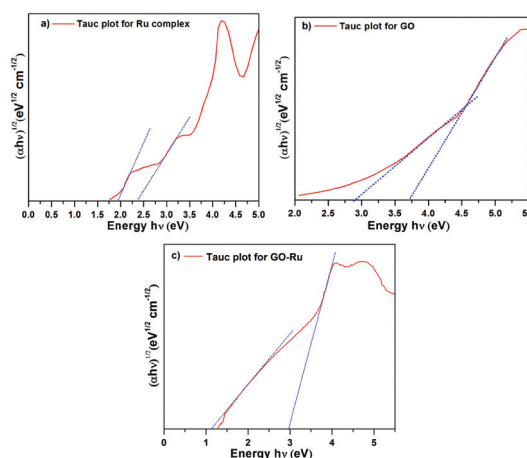 a) Tauc plot for Ru complex
(αhν)^1/2 (eV^1/2 cm^-1/2)
0.0 0.5 1.0 1.5 2.0 2.5 3.0 3.5 4.0 4.5 5.0
Energy hν (eV)
b) Tauc plot for GO
(αhν)^1/2 (eV^1/2 cm^-1/2)
2.0 2.5 3.0 3.5 4.0 4.5 5.0 5.5
Energy hν (eV)
c) Tauc plot for GO-Ru
(αhν)^1/2 (eV^1/2 cm^-1/2)
0 1 2 3 4 5
Energy hν (eV)